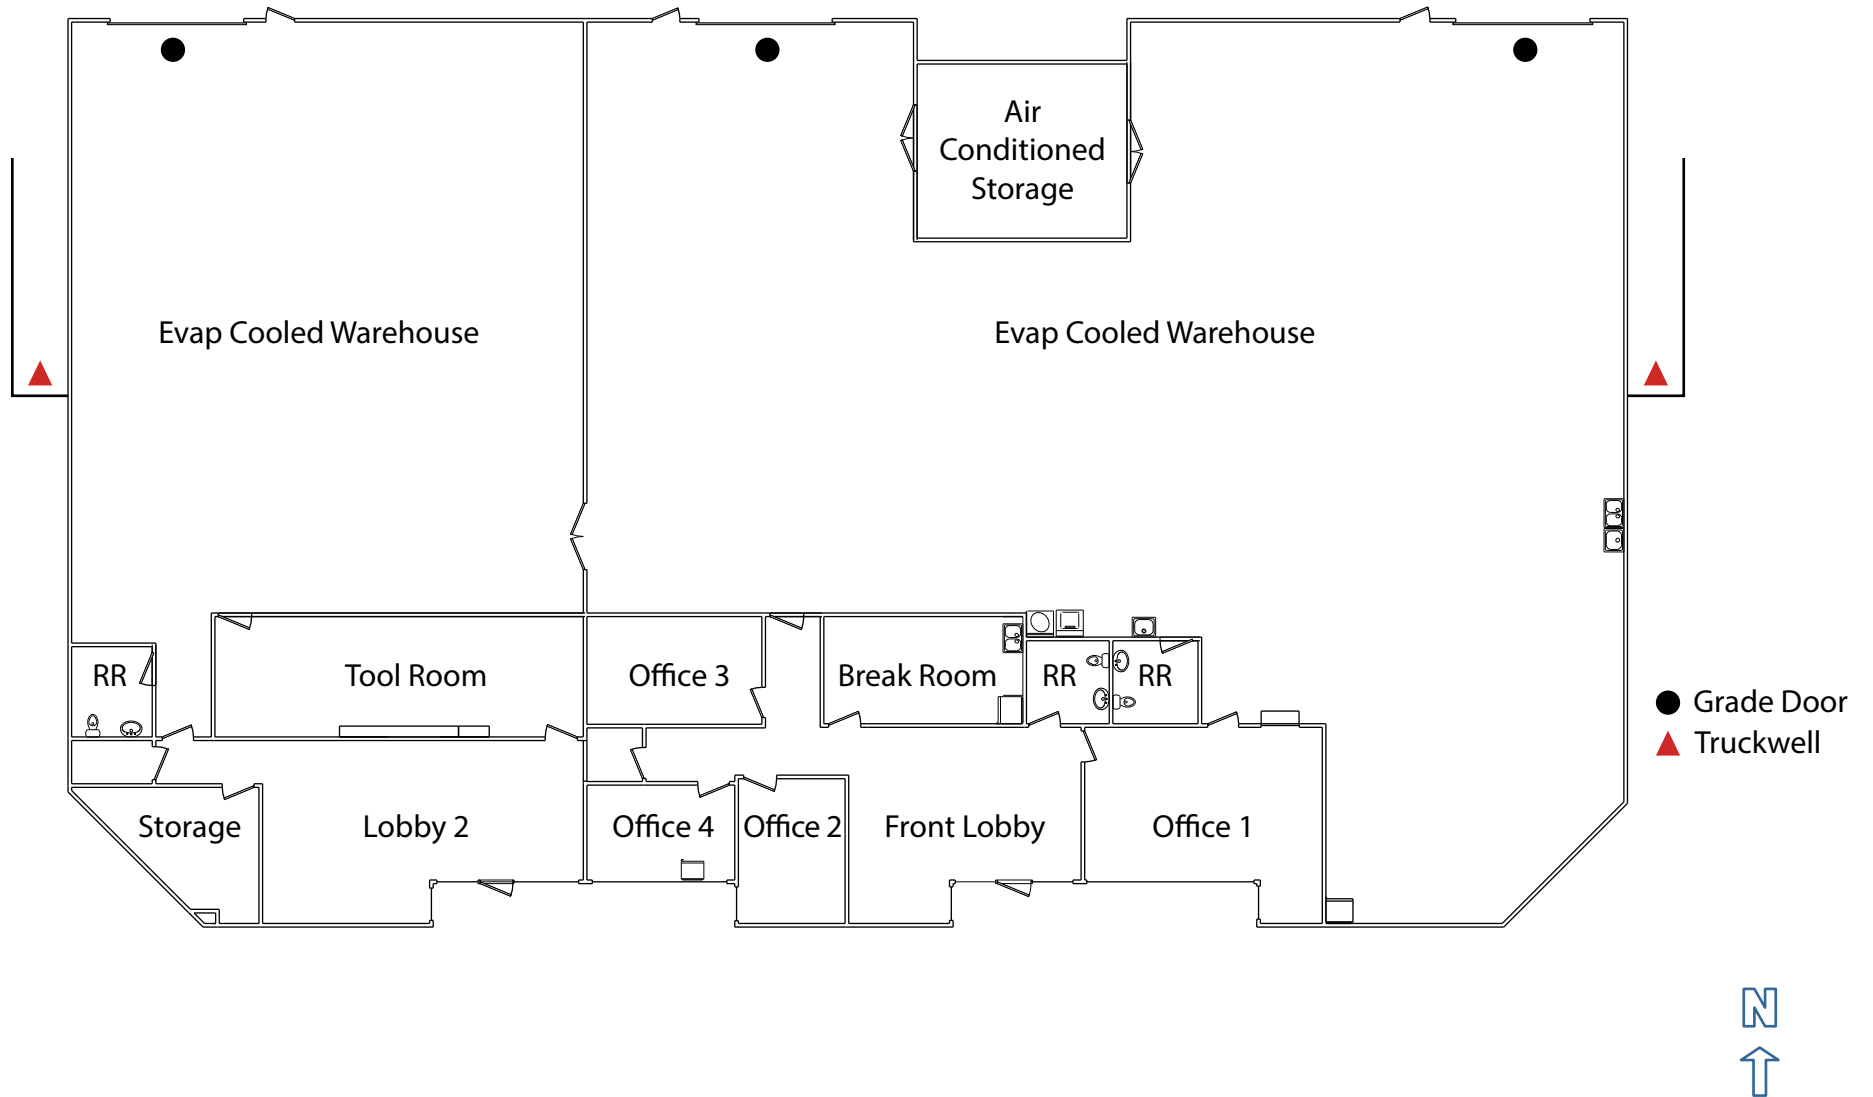 Air
Conditioned
Storage
Evap Cooled Warehouse
Evap Cooled Warehouse
RR
Tool Room
Office 3
Break Room
RR
RR
Grade Door
Truckwell
Storage
Lobby 2
Office 4
Office 2
Front Lobby
Office 1
N